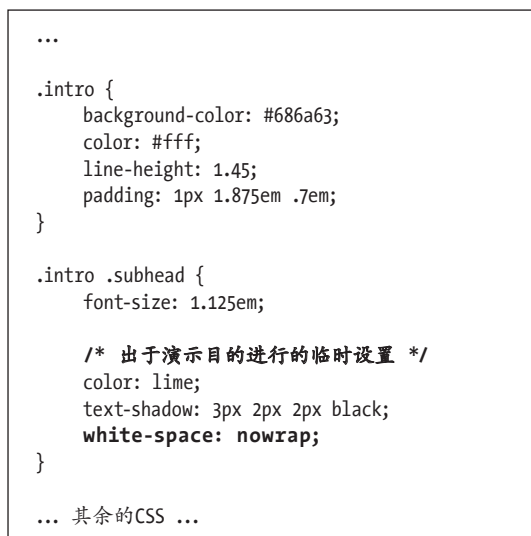 ...
.intro {
background-color: #686a63;
color: #fff;
line-height: 1.45;
padding: 1px 1.875em .7em;
}
.intro .subhead {
font-size: 1.125em;
/* 出于演示目的进行的临时设置 */
color: lime;
text-shadow: 3px 2px 2px black;
white-space: nowrap;
}
... 其余的CSS ...